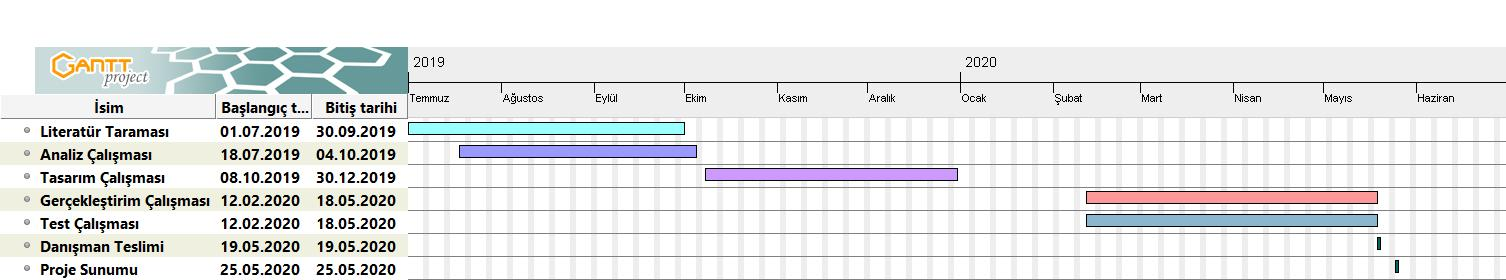 GANTT
project
2019 2020
İsim Başlangıç t... Bitiş tarihi Temmuz Ağustos Eylül Ekim Kasım Aralık Ocak Şubat Mart Nisan Mayıs Haziran
Literatür Taraması 01.07.2019 30.09.2019
Analiz Çalışması 18.07.2019 04.10.2019
Tasarım Çalışması 08.10.2019 30.12.2019
Gerçekleştirim Çalışması 12.02.2020 18.05.2020
Test Çalışması 12.02.2020 18.05.2020
Danışman Teslimi 19.05.2020 19.05.2020
Proje Sunumu 25.05.2020 25.05.2020